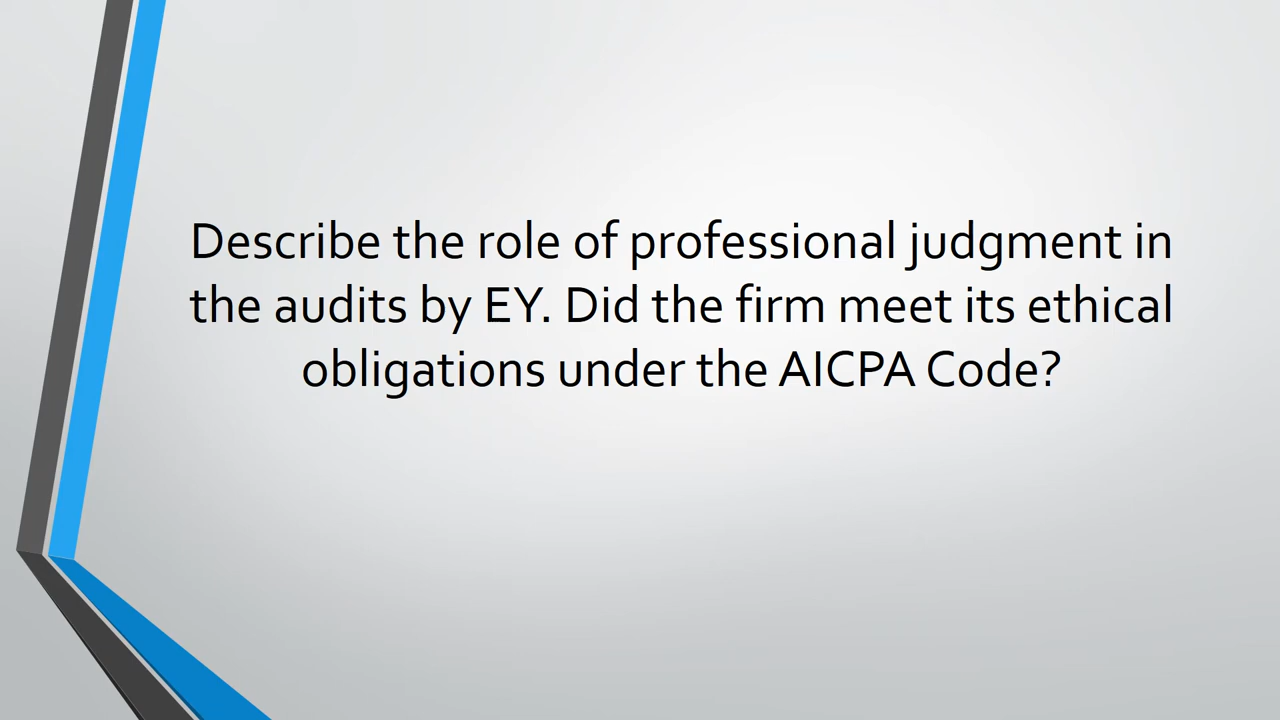 Describe the role of professional judgment in
the audits by EY. Did the firm meet its ethical
obligations under the AICPA Code?